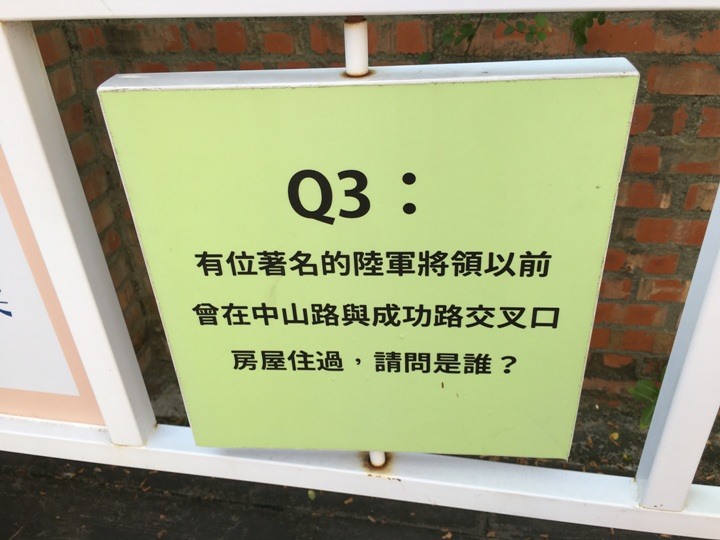 Q3：
有位著名的陸軍將領以前
曾在中山路與成功路交叉口
房屋住過，請問是誰？